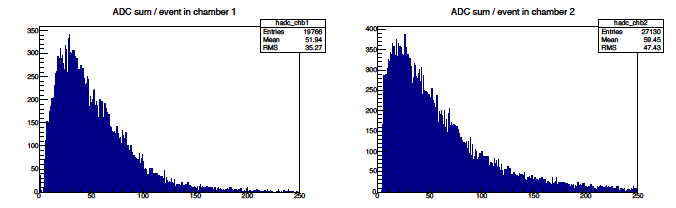 ADC sum / event in chamber 1
hadc_chb1
Entries 19766
Mean 51.94
RMS 35.27
350
300
250
200
150
100
50
0
0 50 100 150 200 250
ADC sum / event in chamber 2
hadc_chb2
Entries 27130
Mean 59.45
RMS 47.43
400
350
300
250
200
150
100
50
0
0 50 100 150 200 250